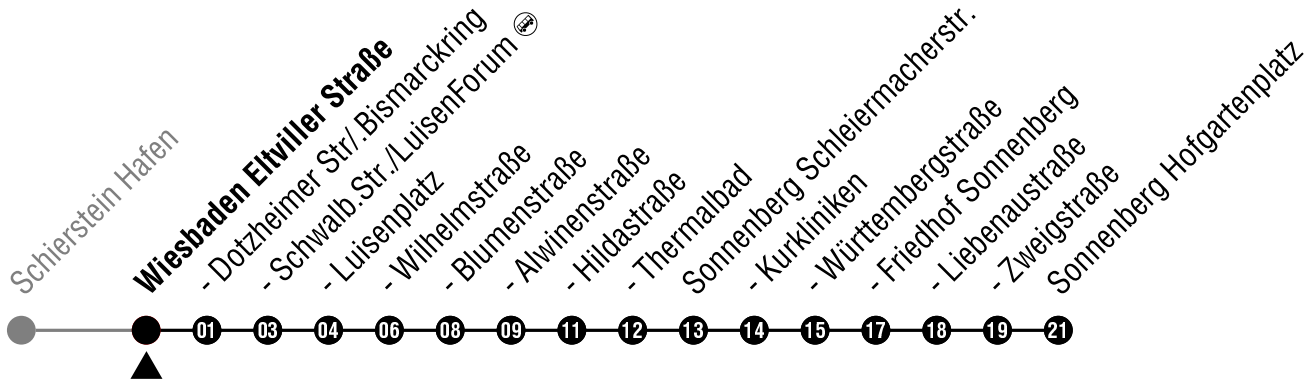 Schierstein Hafen
Wiesbaden Eltviller Straße
- Dotzheimer Str/.Bismarckring
- Schwalb.Str./LuisenForum
- Luisenplatz
- Wilhelmstraße
- Blumenstraße
- Alwinenstraße
- Hildastraße
- Thermalbad
Sonnenberg Schleiermacherstr.
- Kurkliniken
- Württembergstraße
- Friedhof Sonnenberg
- Liebenaustraße
- Zweigstraße
Sonnenberg Hofgartenplatz
01 03 04 06 08 09 11 12 13 14 15 17 18 19 21